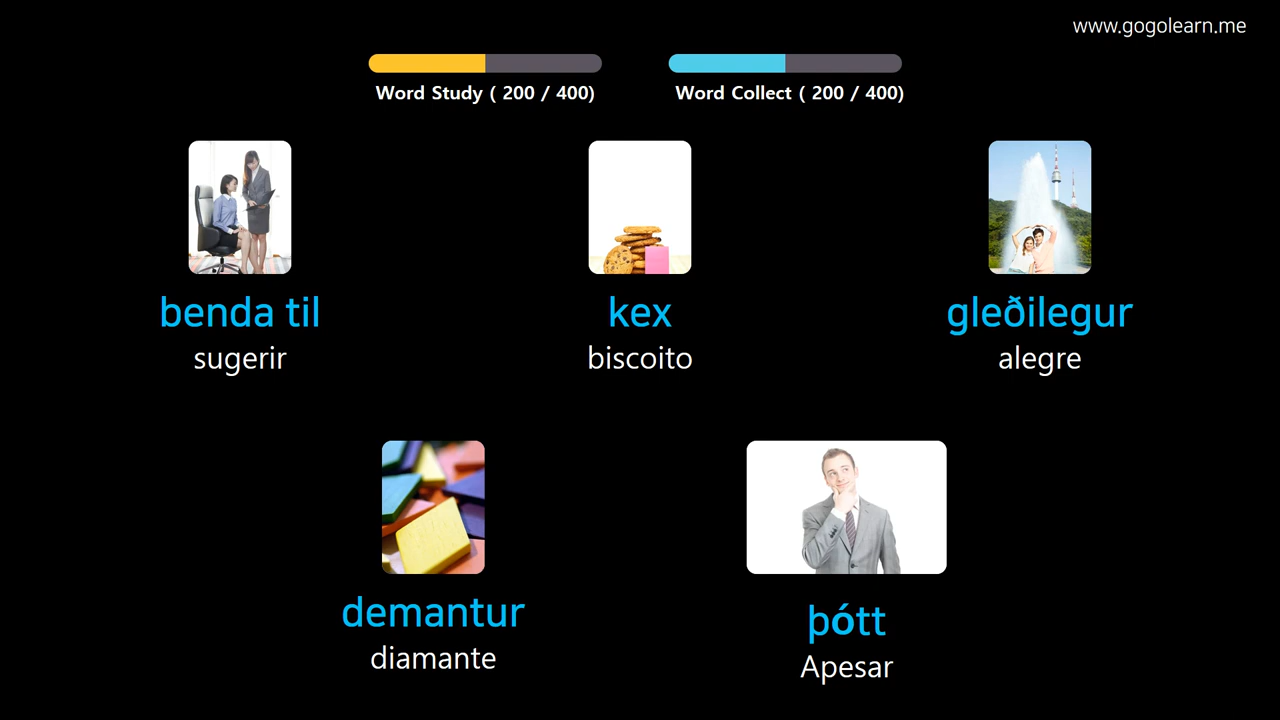 www.gogolearn.me
Word Study ( 200 / 400)
Word Collect ( 200 / 400)
benda til
sugerir
kex
biscoito
gleðilegur
alegre
demantur
diamante
þótt
Apesar